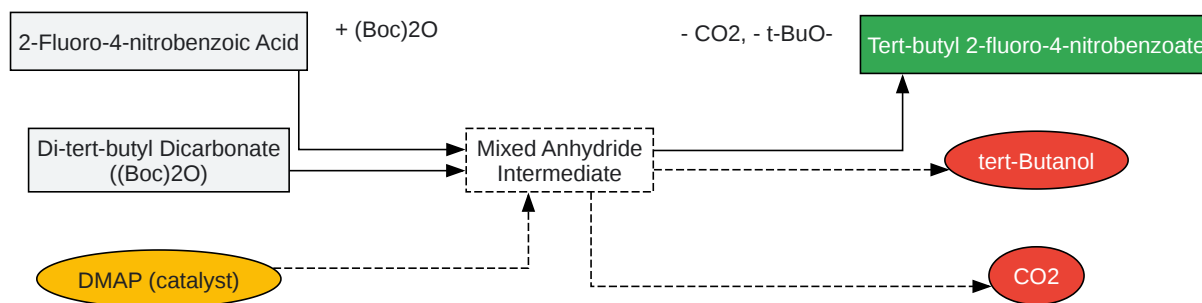 2-Fluoro-4-nitrobenzoic Acid
+ (Boc)2O
- CO2, - t-BuO-
Tert-butyl 2-fluoro-4-nitrobenzoate
Di-tert-butyl Dicarbonate
((Boc)2O)
Mixed Anhydride
Intermediate
tert-Butanol
DMAP (catalyst)
CO2